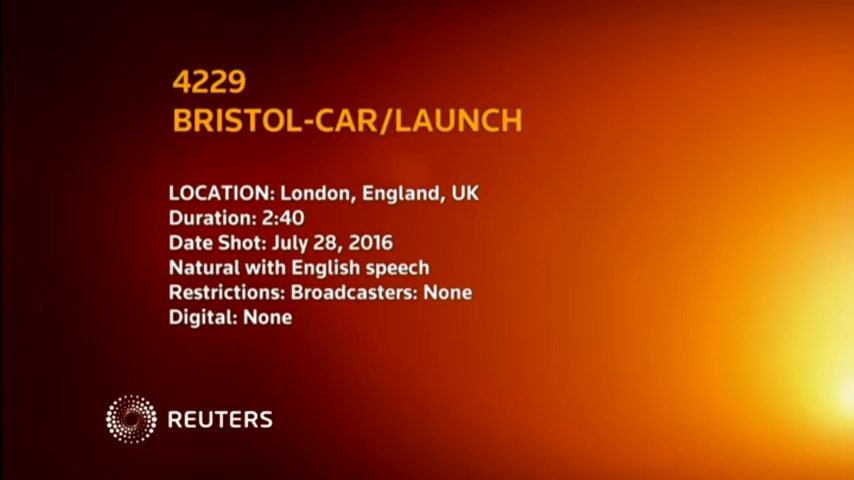 4229
BRISTOL-CAR/LAUNCH
LOCATION: London, England, UK
Duration: 2:40
Date Shot: July 28, 2016
Natural with English speech
Restrictions: Broadcasters: None
Digital: None
REUTERS